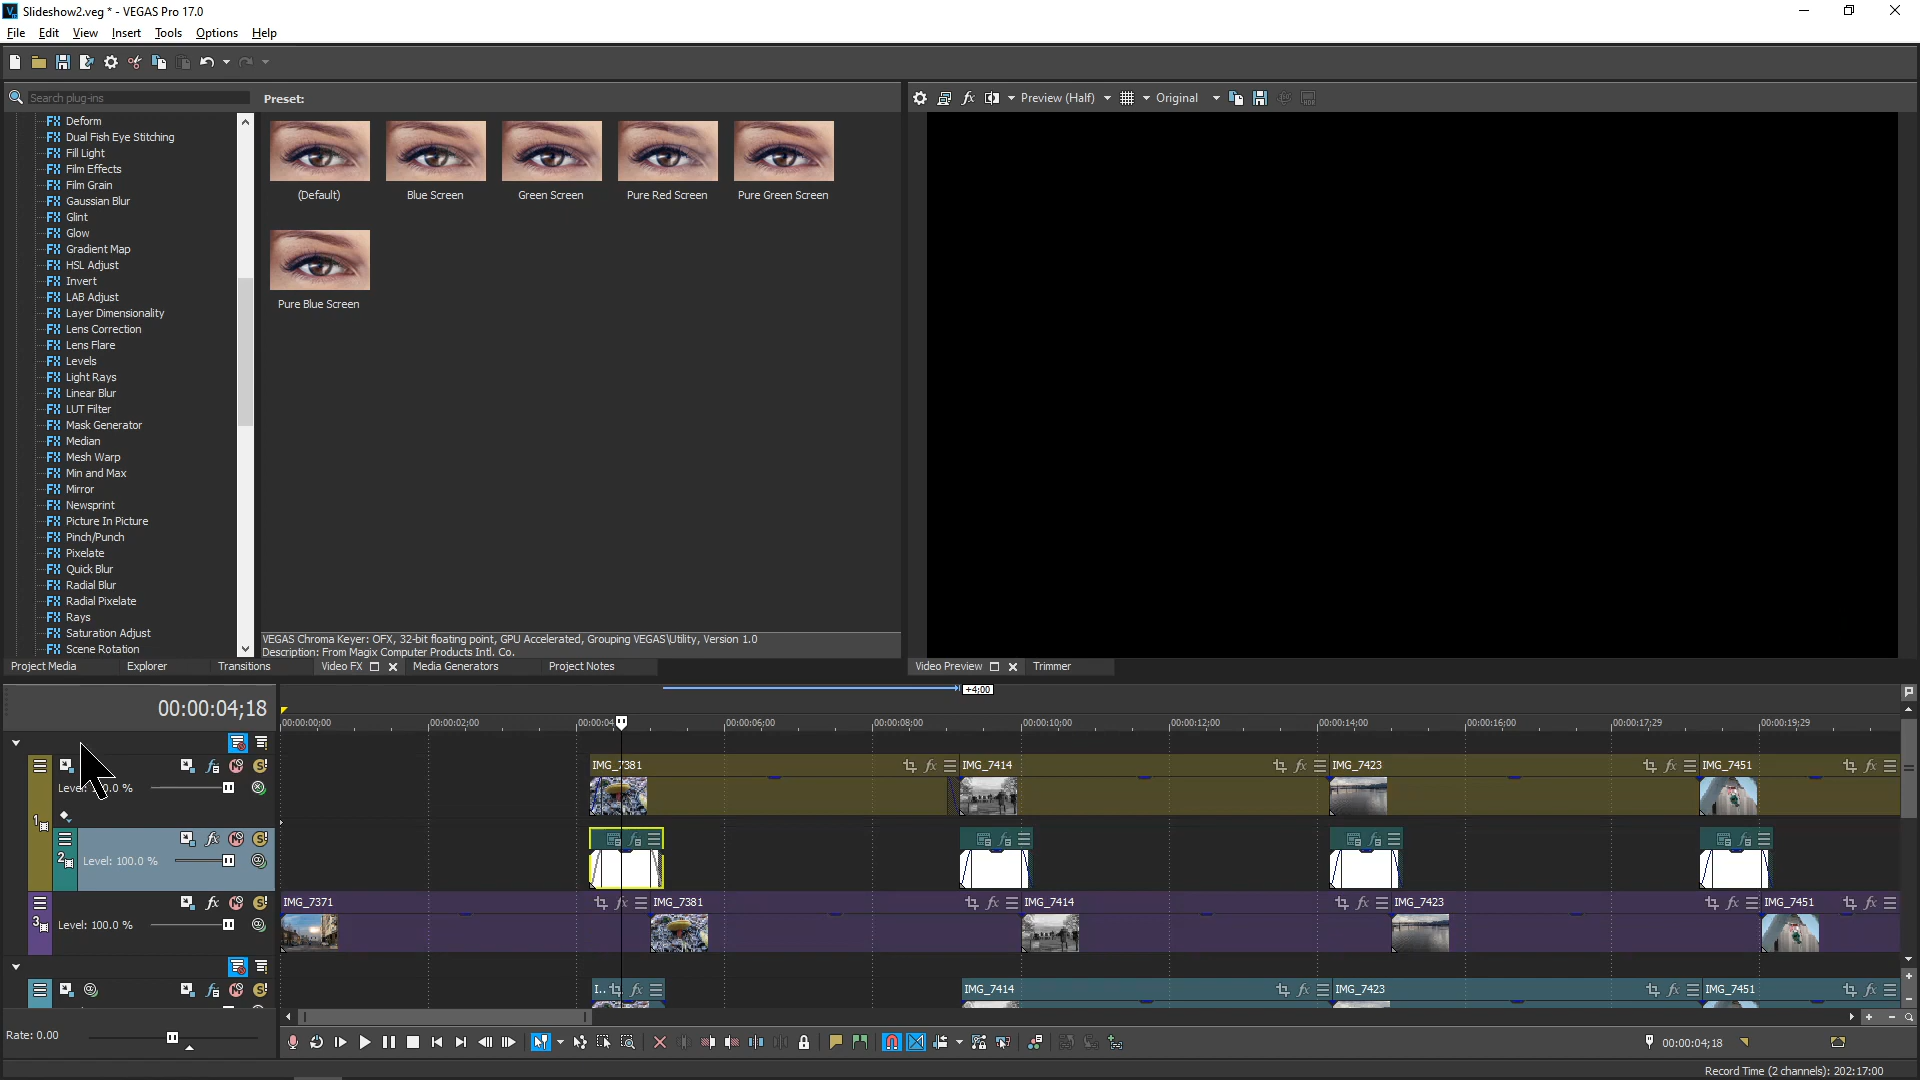 Slideshow2.veg * - VEGAS Pro 17.0
File Edit View Insert Tools Options Help
Search plug-ins
Preset:
Preview (Half)
Original
Deform
Dual Fish Eye Stitching
Fill Light
Film Effects
Film Grain
Gaussian Blur
Glint
Glow
Gradient Map
HSL Adjust
Invert
LAB Adjust
Layer Dimensionality
Lens Correction
Lens Flare
Levels
Light Rays
Linear Blur
LUT Filter
Mask Generator
Median
Mesh Warp
Min and Max
Mirror
Newsprint
Picture In Picture
Pinch/Punch
Pixelate
Quick Blur
Radial Blur
Radial Pixelate
Rays
Saturation Adjust
Scene Rotation
(Default) Blue Screen Green Screen Pure Red Screen Pure Green Screen
Pure Blue Screen
VEGAS Chroma Keyer: OFX, 32-bit floating point, GPU Accelerated, Grouping VEGAS\Utility, Version 1.0
Description: From Magix Computer Products Intl. Co.
Project Media Explorer Transitions Video FX Media Generators Project Notes
Video Preview Trimmer
+4:00
00:00:04;18
00:00:00;00 00:00:02;00 00:00:04 00:00:06;00 00:00:08;00 00:00:10;00 00:00:12;00 00:00:14;00 00:00:16;00 00:00:17;29 00:00:19;29
IMG_7381 IMG_7414 IMG_7423 IMG_7451
1
2
Level: 100.0 %
IMG_7371 IMG_7381 IMG_7414 IMG_7423 IMG_7451
3
Level: 100.0 %
I.. IMG_7414 IMG_7423 IMG_7451
Rate: 0.00
00:00:04;18
Record Time (2 channels): 202:17:00